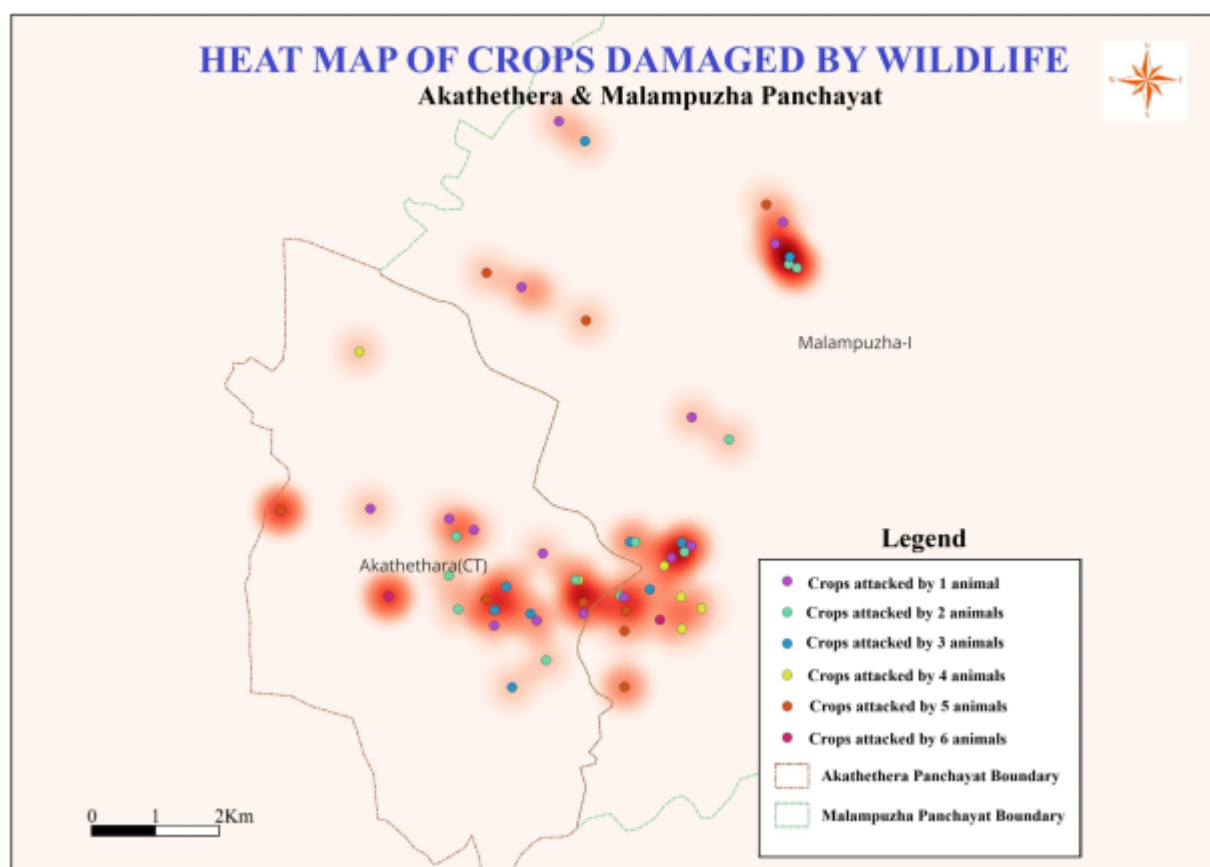 HEAT MAP OF CROPS DAMAGED BY WILDLIFE
Akathethera & Malampuzha Panchayat
N
W E
S
Malampuzha-I
Akathethara(CT)
Legend
Crops attacked by 1 animal
Crops attacked by 2 animals
Crops attacked by 3 animals
Crops attacked by 4 animals
Crops attacked by 5 animals
Crops attacked by 6 animals
Akathethera Panchayat Boundary
Malampuzha Panchayat Boundary
0 1 2Km